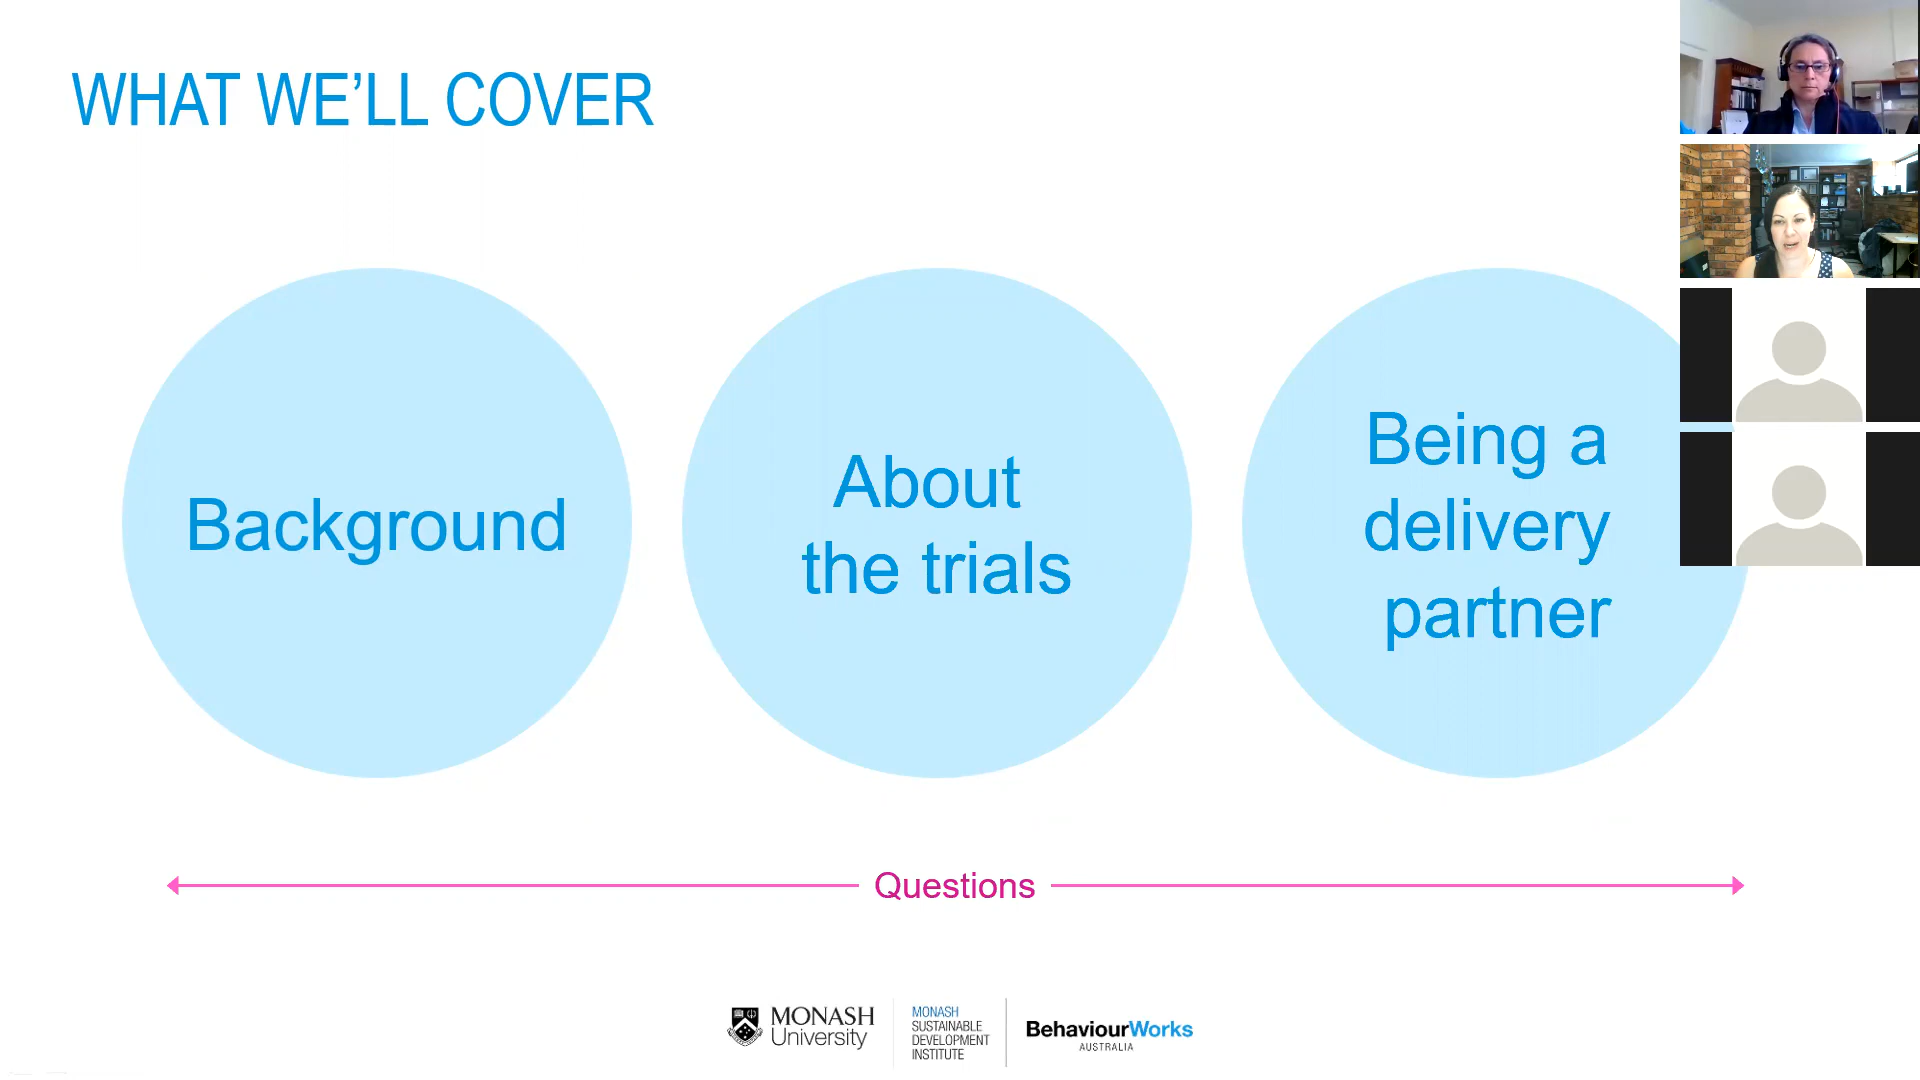 WHAT WE’LL COVER
Background
About
the trials
Being a
delivery
partner
Questions
MONASH
University
MONASH
SUSTAINABLE
DEVELOPMENT
INSTITUTE
BehaviourWorks
AUSTRALIA